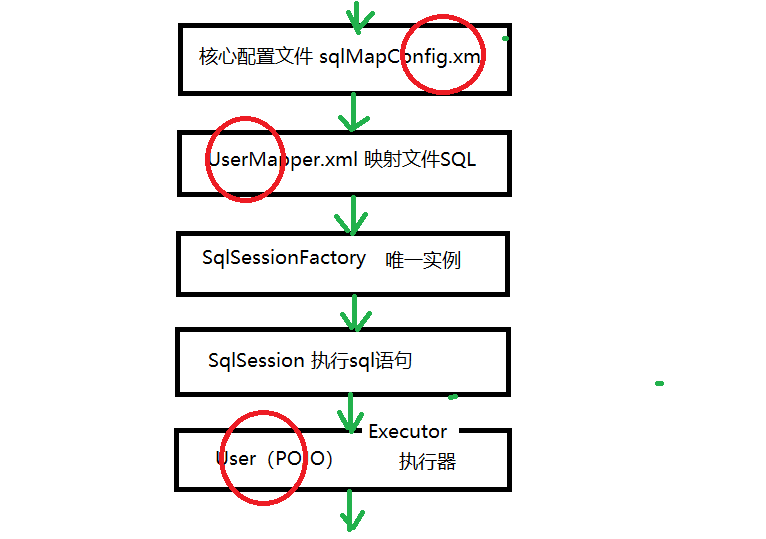 核心配置文件 sqlMapConfig.xm
UserMapper.xml 映射文件SQL
SqlSessionFactory 唯一实例
SqlSession 执行sql语句
Executor
User（POJO） 执行器